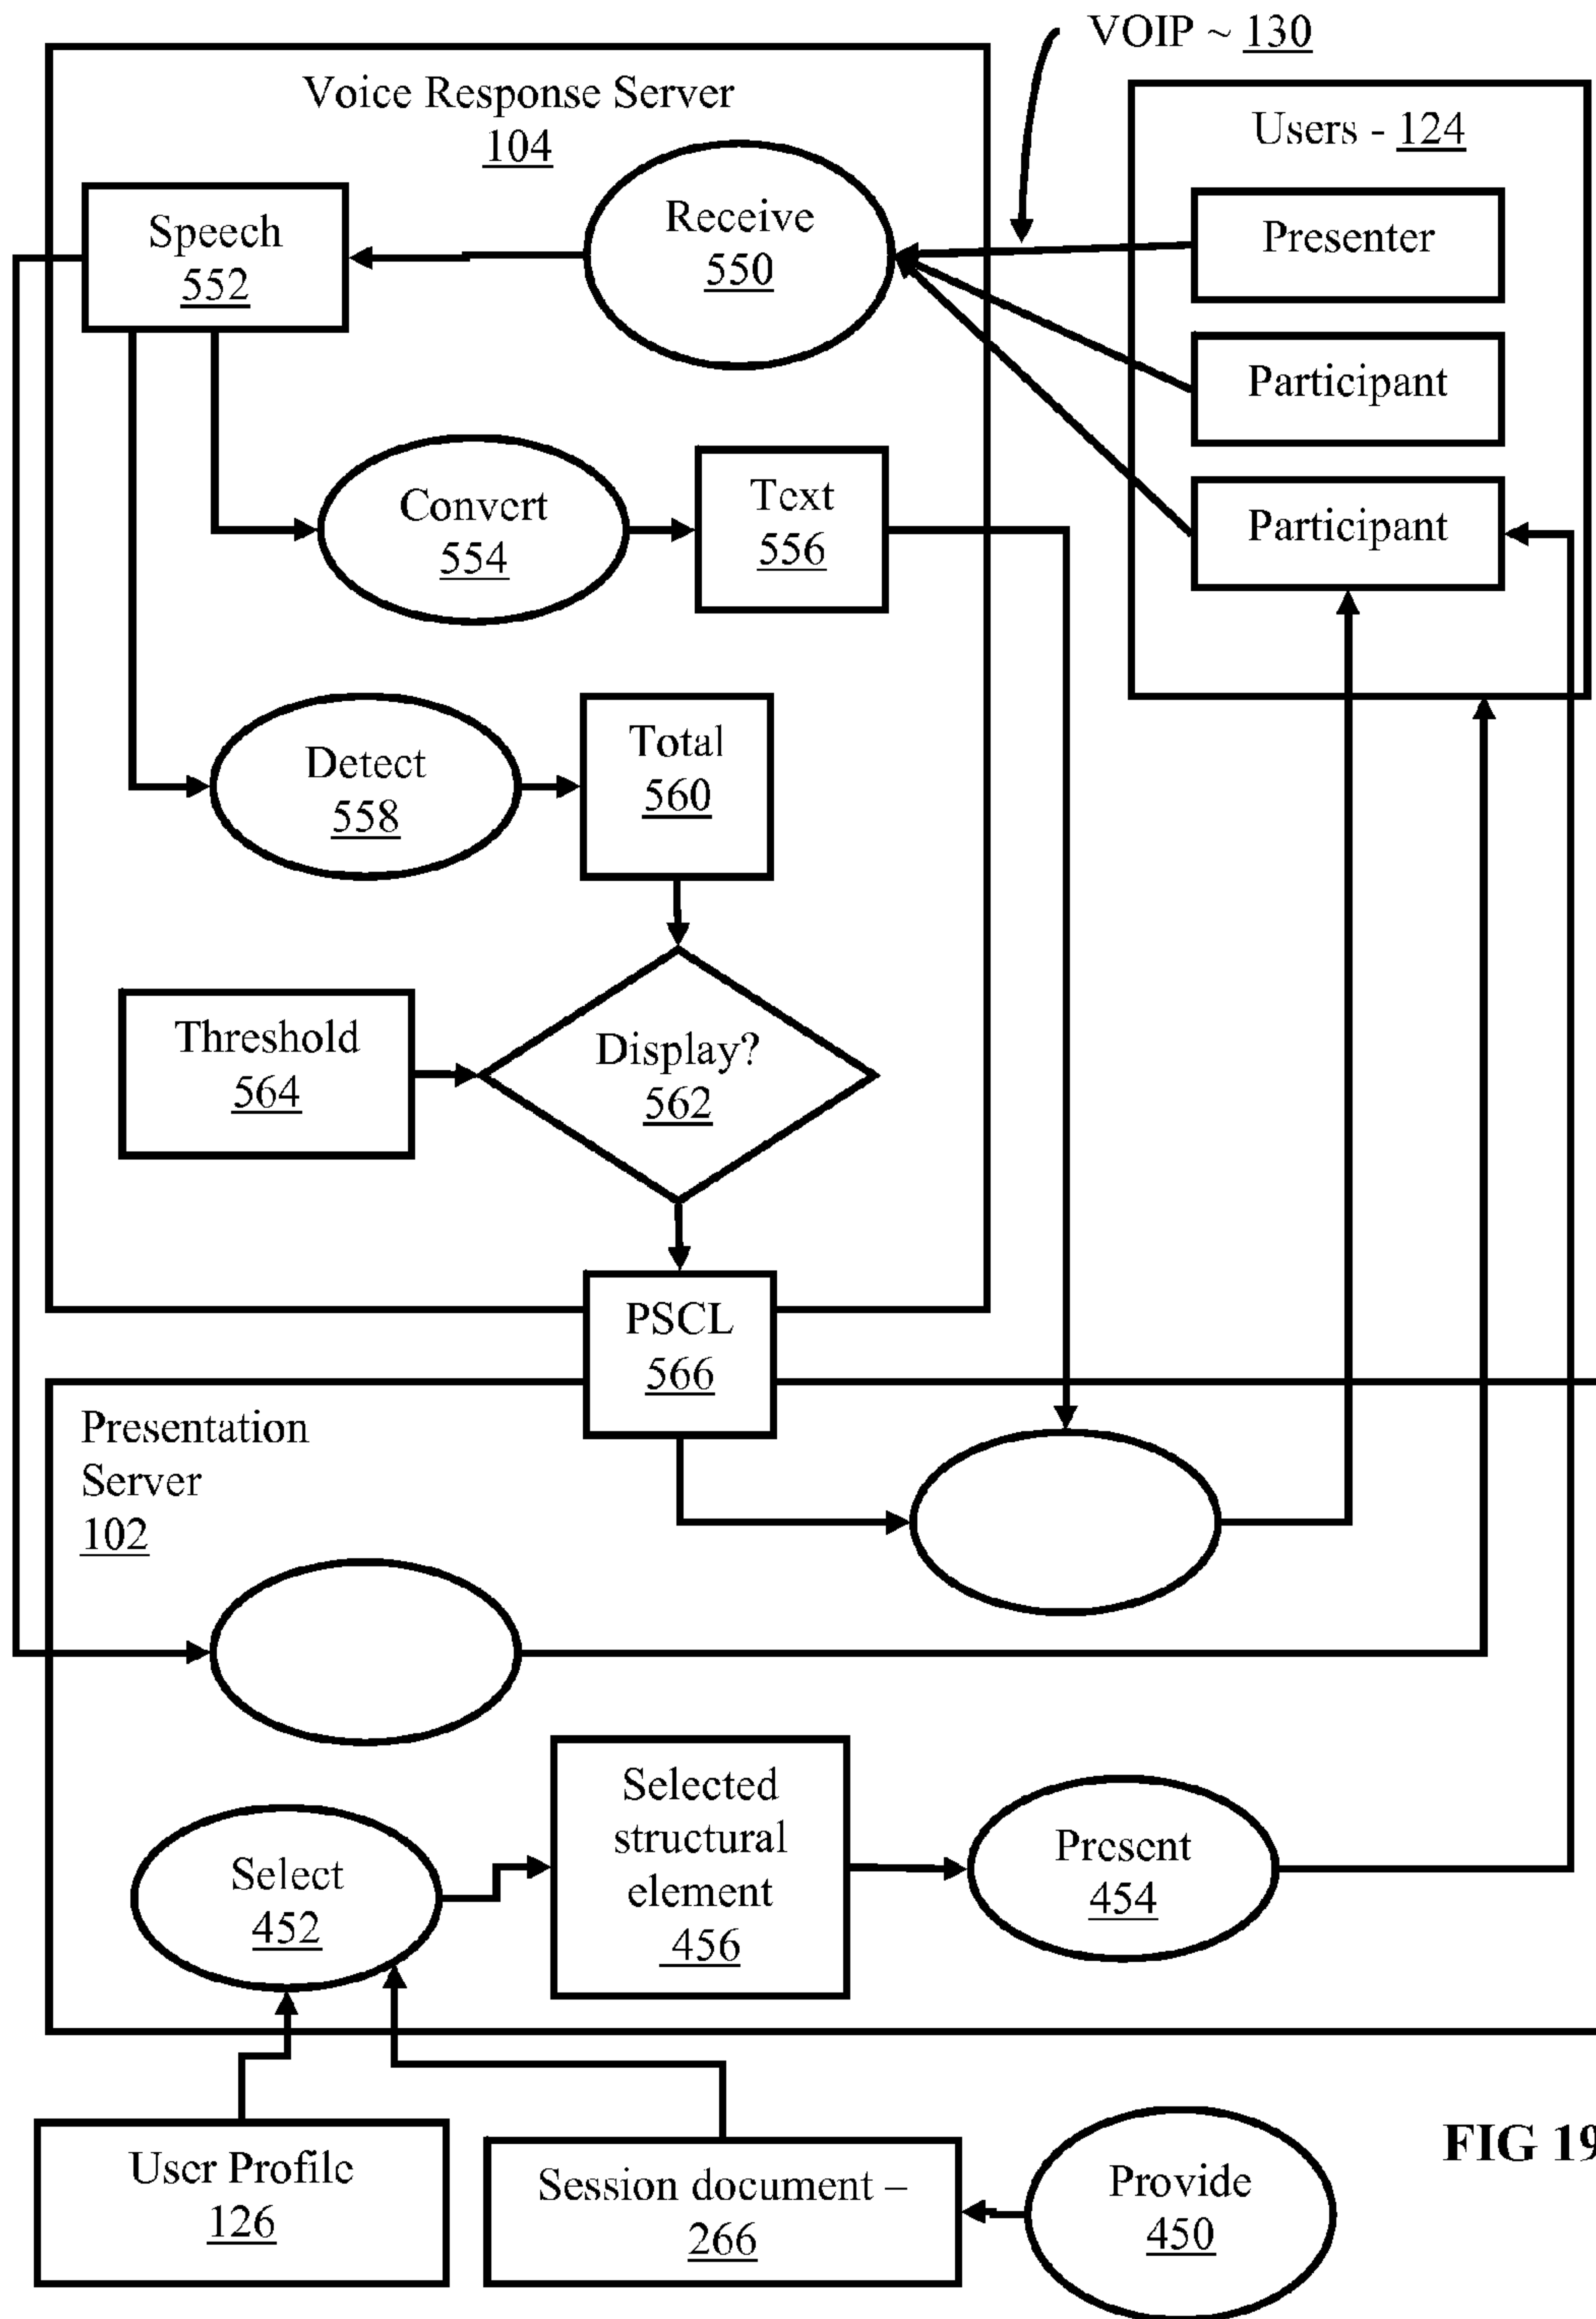 VOIP ~ 130
Voice Response Server
104
Users - 124
Speech
552
Receive
550
Presenter
Participant
Participant
Convert
554
Text
556
Detect
558
Total
560
Threshold
564
Display?
562
PSCL
566
Presentation
Server
102
Select
452
Selected
structural
element
456
Present
454
User Profile
126
Session document –
266
Provide
450
FIG 19